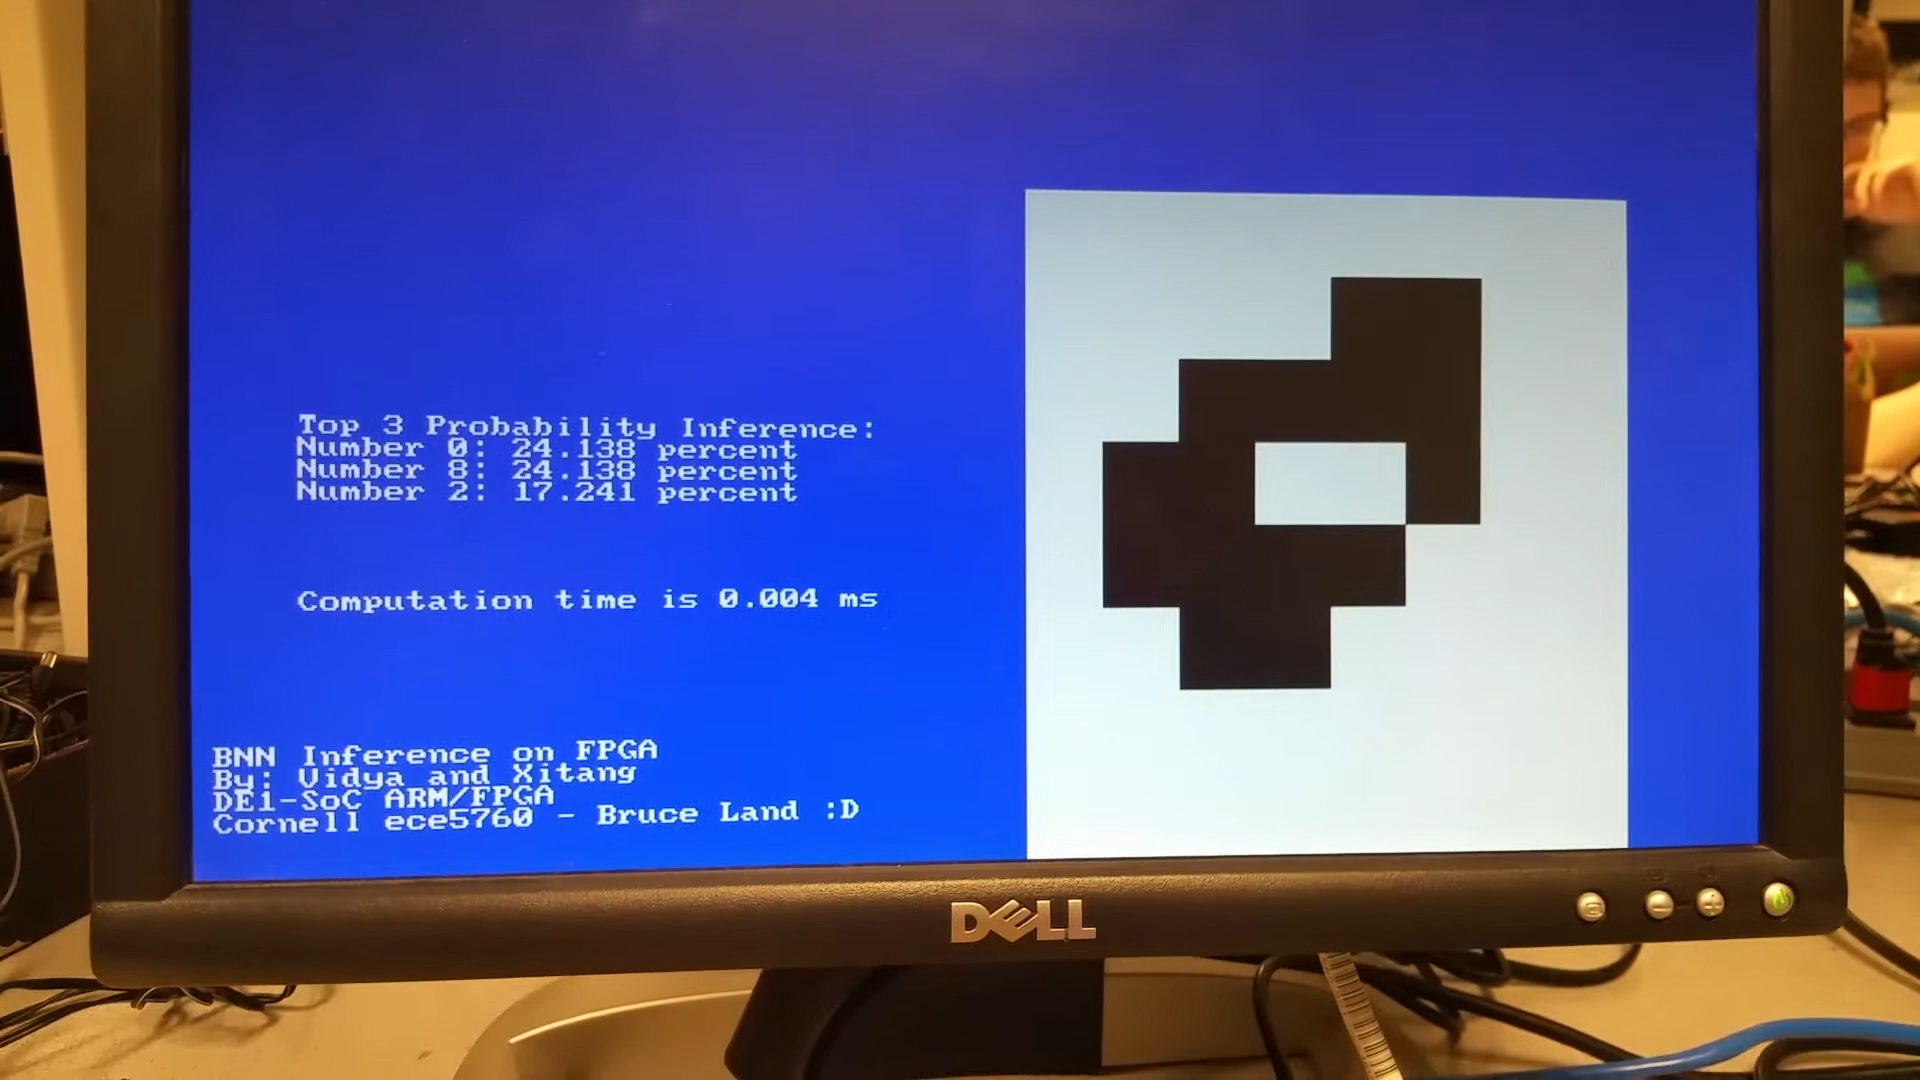 Top 3 Probability Inference:
Number 0: 24.138 percent
Number 8: 24.138 percent
Number 2: 17.241 percent
Computation time is 0.004 ms
BNN Inference on FPGA
By: Vidya and Xitang
DE1-SoC ARM/FPGA
Cornell ece5760 - Bruce Land :D
DELL